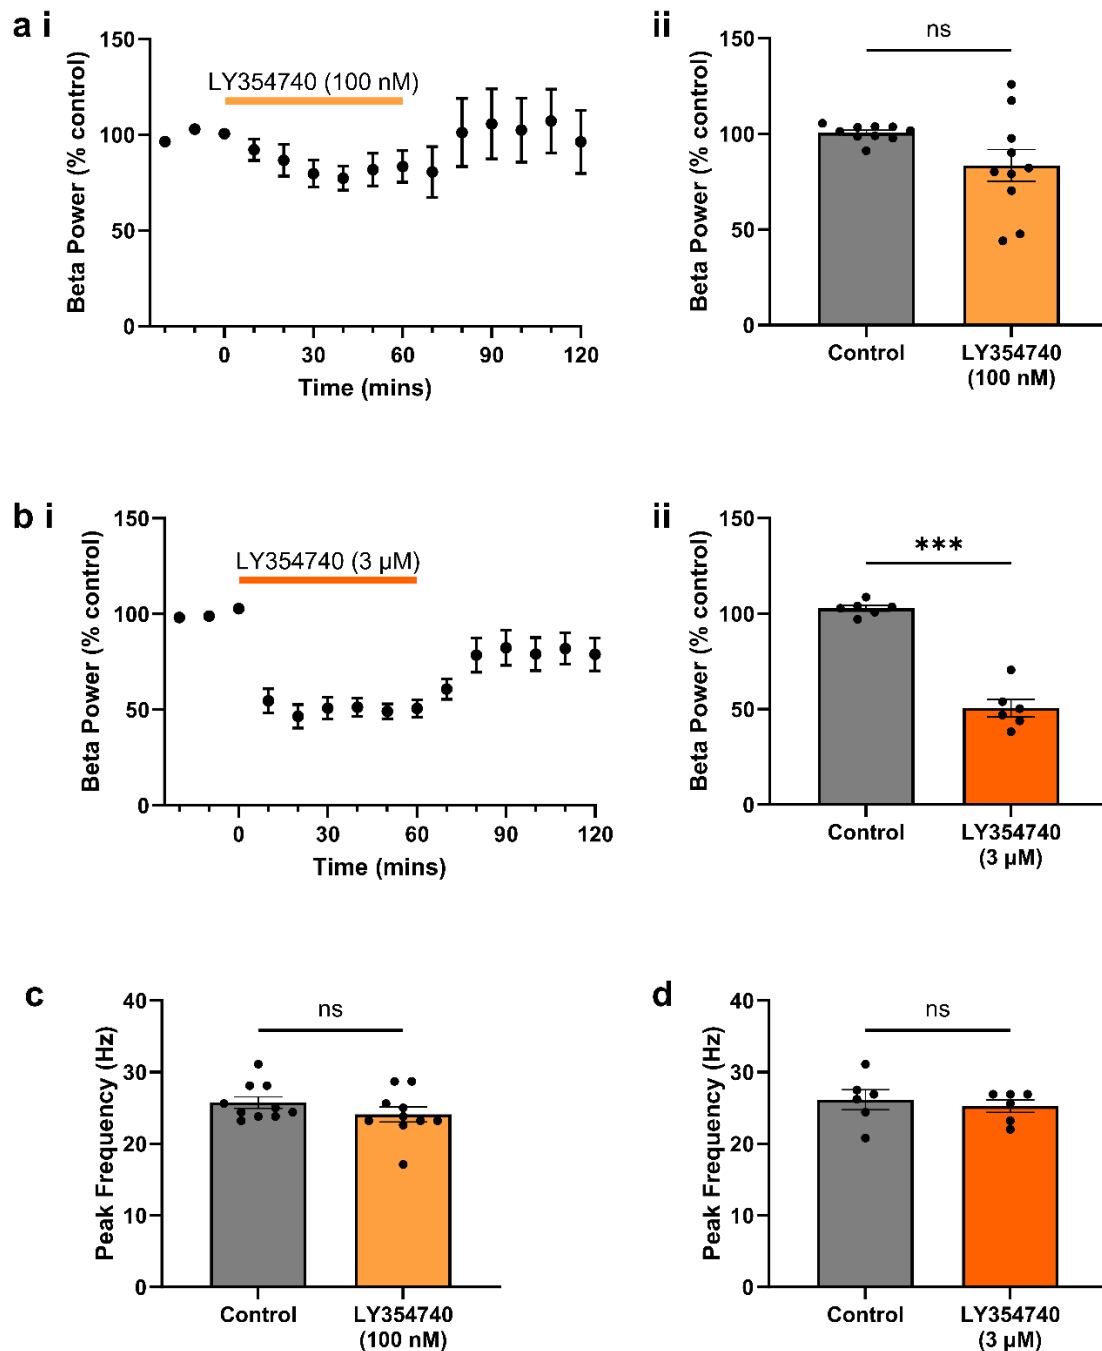 a i
150
100
50
0
Beta Power (% control)
LY354740 (100 nM)
0 30 60 90 120
Time (mins)
ii
150
100
50
0
Beta Power (% control)
ns
Control LY354740
(100 nM)
b i
150
100
50
0
Beta Power (% control)
LY354740 (3 µM)
0 30 60 90 120
Time (mins)
ii
150
100
50
0
Beta Power (% control)
***
Control LY354740
(3 µM)
c
40
30
20
10
0
Peak Frequency (Hz)
ns
Control LY354740
(100 nM)
d
40
30
20
10
0
Peak Frequency (Hz)
ns
Control LY354740
(3 µM)